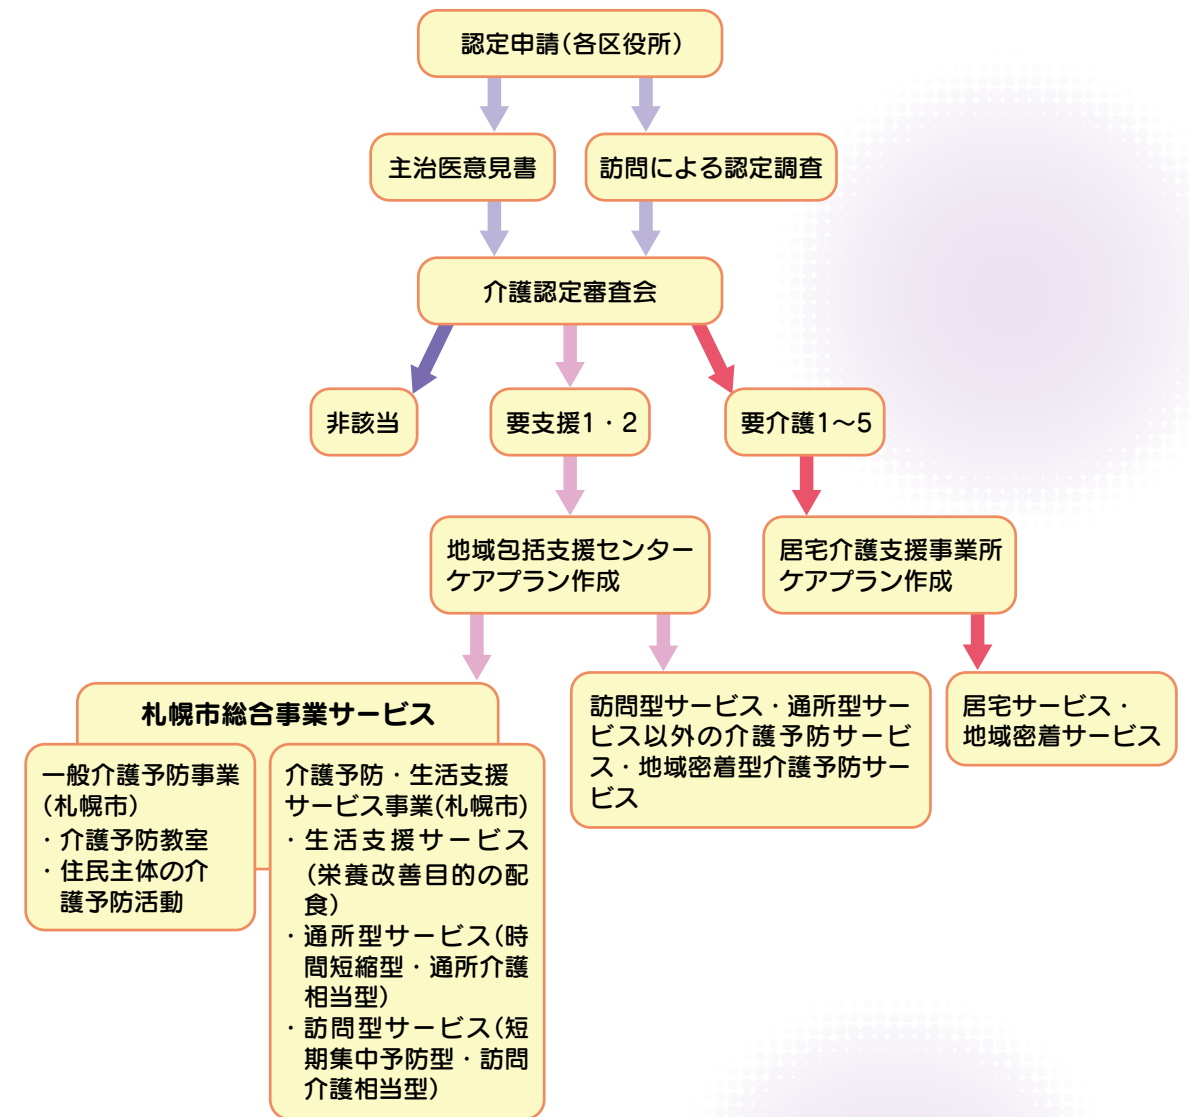 認定申請(各区役所)
主治医意見書
訪問による認定調査
介護認定審査会
非該当
要支援1・2
要介護1〜5
地域包括支援センター
ケアプラン作成
居宅介護支援事業所
ケアプラン作成
札幌市総合事業サービス
一般介護予防事業
(札幌市)
・介護予防教室
・住民主体の介
護予防活動
介護予防・生活支援
サービス事業(札幌市)
・生活支援サービス
(栄養改善目的の配
食)
・通所型サービス(時
間短縮型・通所介護
相当型)
・訪問型サービス(短
期集中予防型・訪問
介護相当型)
訪問型サービス・通所型サー
ビス以外の介護予防サービ
ス・地域密着型介護予防サー
ビス
居宅サービス・
地域密着サービス